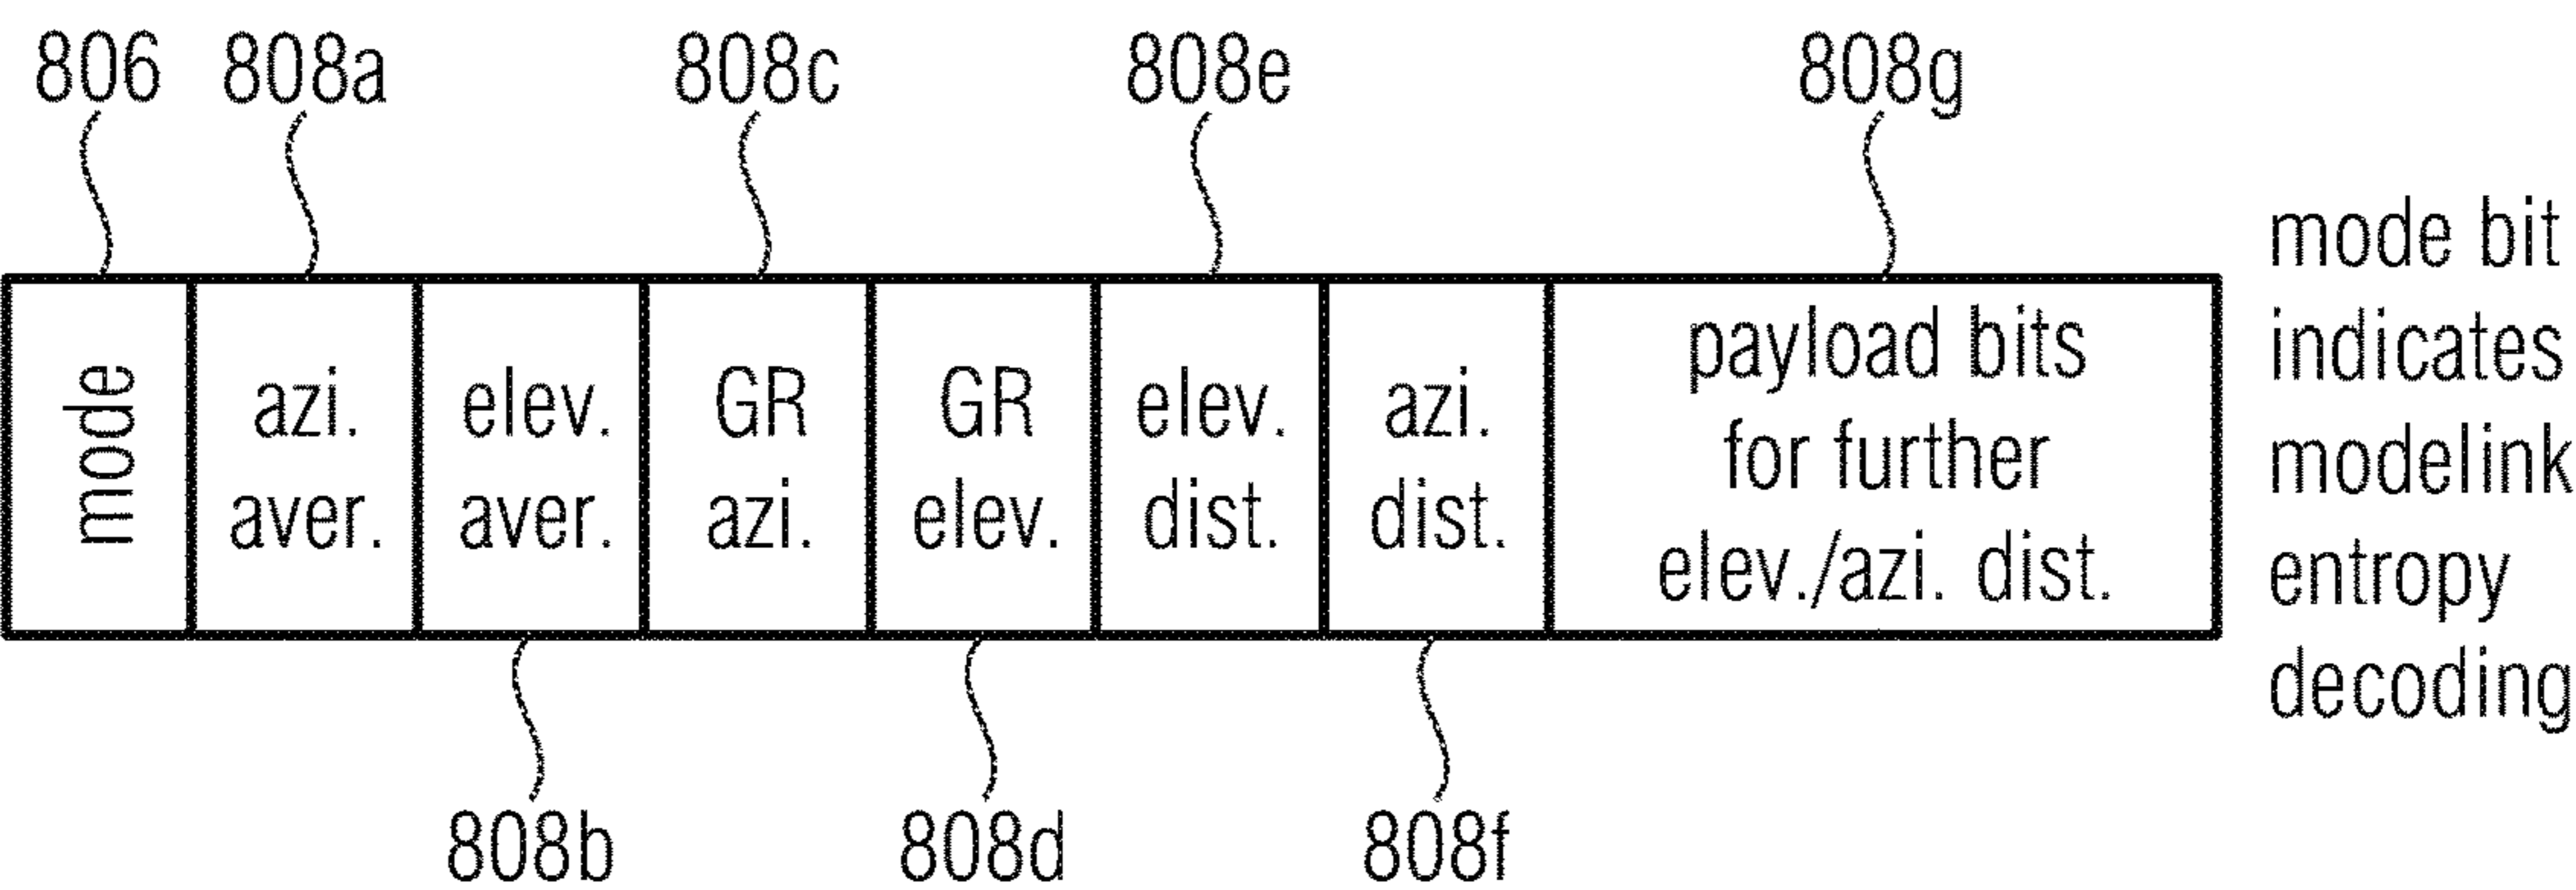 806 808a 808c 808e 808g
mode
azi.
aver.
elev.
aver.
GR
azi.
GR
elev.
elev.
dist.
azi.
dist.
payload bits
for further
elev./azi. dist.
mode bit
indicates
modelink
entropy
decoding
808b 808d 808f